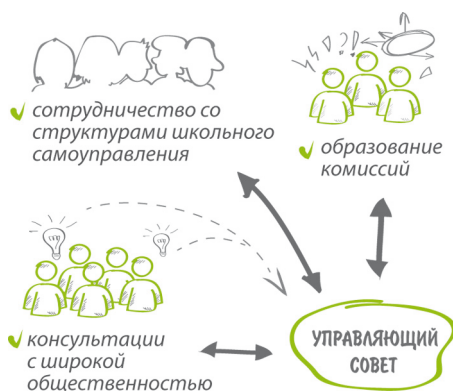 сотрудничество со
структурами школьного
самоуправления
?!
образование
комиссий
консультации
с широкой
общественностью
УПРАВЛЯЮЩИЙ
СОВЕТ